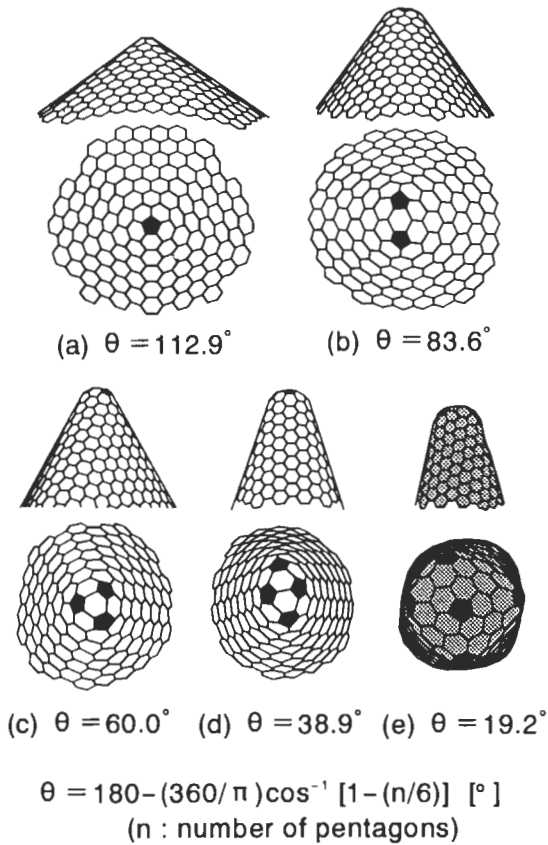 (a) θ = 112.9°
(b) θ = 83.6°
(c) θ = 60.0°
(d) θ = 38.9°
(e) θ = 19.2°
θ = 180 − (360/π) cos⁻¹ [1 − (n/6)] [°]
(n : number of pentagons)